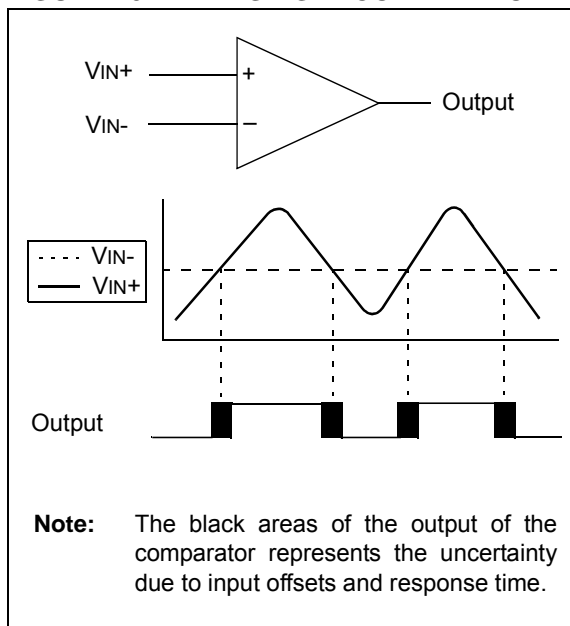 VIN+
+
Output
VIN-
–
VIN-
VIN+
Output
Note: The black areas of the output of the
comparator represents the uncertainty
due to input offsets and response time.